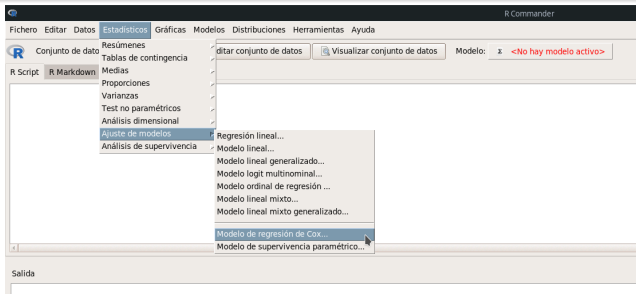 R Commander
Fichero Editar Datos Estadísticos Gráficas Modelos Distribuciones Herramientas Ayuda
R Conjunto de dato ditar conjunto de datos Visualizar conjunto de datos Modelo: Σ <No hay modelo activo>
R Script R Markdown
Resúmenes
Tablas de contingencia
Medias
Proporciones
Varianzas
Test no paramétricos
Análisis dimensional
Ajuste de modelos
Análisis de supervivencia
Regresión lineal...
Modelo lineal...
Modelo lineal generalizado...
Modelo logit multinominal...
Modelo ordinal de regresión ...
Modelo lineal mixto...
Modelo lineal mixto generalizado...
Modelo de regresión de Cox...
Modelo de supervivencia paramétrico...
Salida